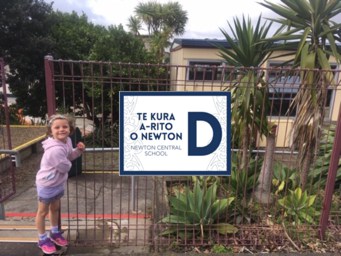 TE KURA
A-RITO
O NEWTON
NEWTON CENTRAL
SCHOOL
D